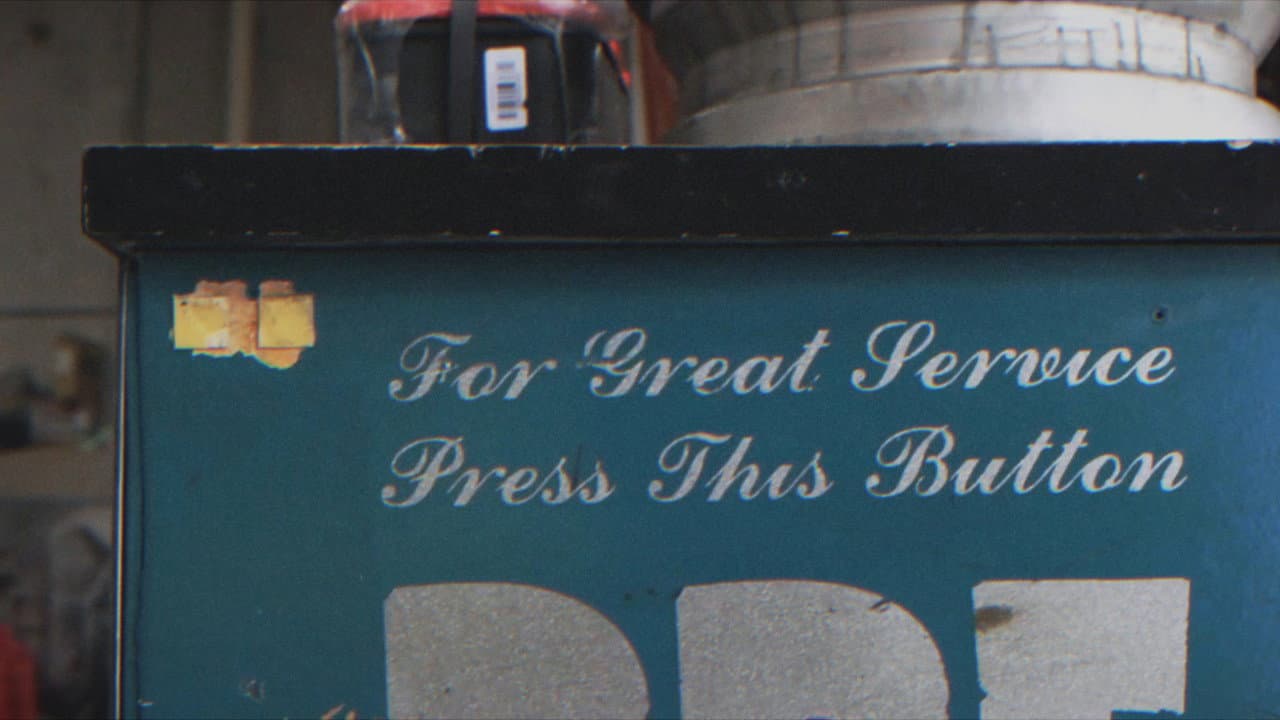 For Great Service
Press This Button